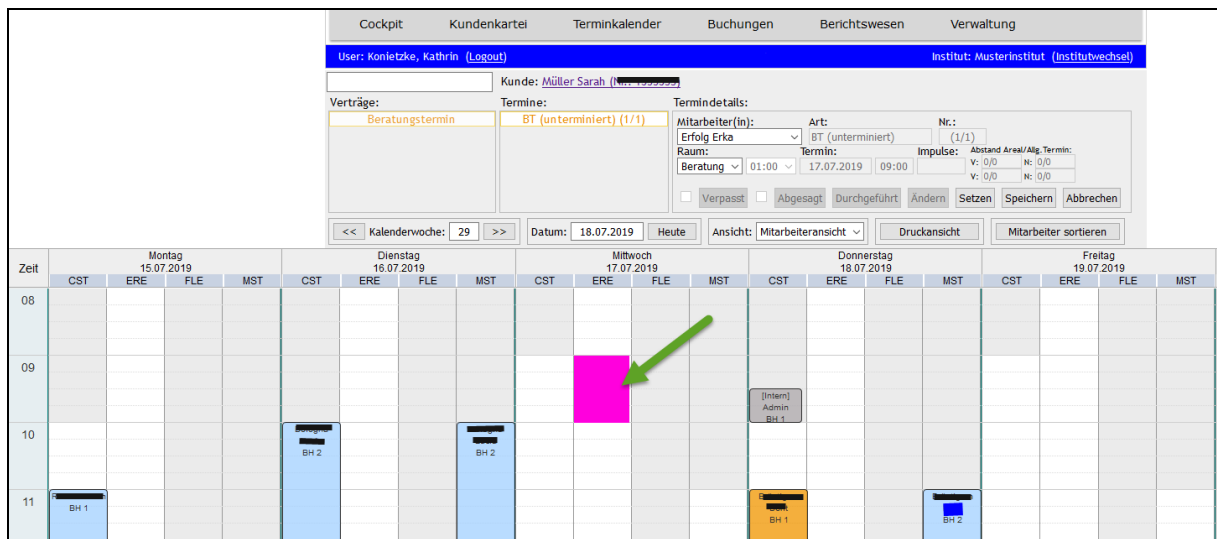 Cockpit Kundenkartei Terminkalender Buchungen Berichtswesen Verwaltung
User: Konietzke, Kathrin (Logout) Institut: Musterinstitut (Institutwechsel)
Kunde: Müller Sarah
Verträge: Termine: Termindetails:
Beratungstermin BT (unterminiert) (1/1)
Mitarbeiter(in): Art: Nr.:
Erfolg Erka BT (unterminiert) (1/1)
Raum: Termin: Impulse: Abstand Areal/Allg.Termin:
Beratung 01:00 17.07.2019 09:00 V: 0/0 N: 0/0
V: 0/0 N: 0/0
Verpasst Abgesagt Durchgeführt Ändern Setzen Speichern Abbrechen
<< Kalenderwoche: 29 >> Datum: 18.07.2019 Heute Ansicht: Mitarbeiteransicht Druckansicht Mitarbeiter sortieren
Zeit Montag Dienstag Mittwoch Donnerstag Freitag
15.07.2019 16.07.2019 17.07.2019 18.07.2019 19.07.2019
CST ERE FLE MST CST ERE FLE MST CST ERE FLE MST CST ERE FLE MST CST ERE FLE MST
08
09
[Intern]
Admin
BH 1
10
BH 2 BH 2
11
BH 1
BH 1 BH 2